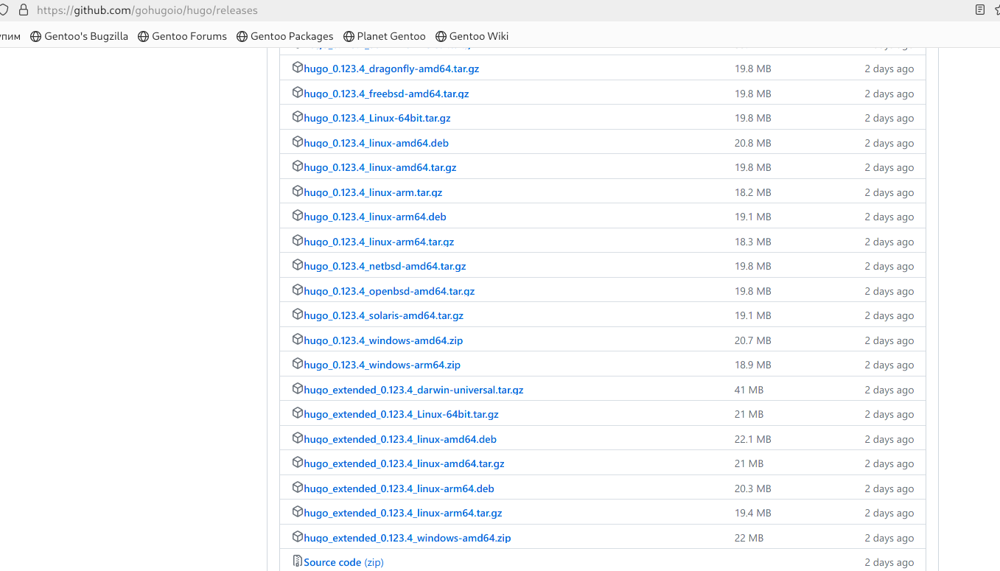 https://github.com/gohugoio/hugo/releases
упим Gentoo's Bugzilla Gentoo Forums Gentoo Packages Planet Gentoo Gentoo Wiki
hugo_0.123.4_dragonfly-amd64.tar.gz 19.8 MB 2 days ago
hugo_0.123.4_freebsd-amd64.tar.gz 19.8 MB 2 days ago
hugo_0.123.4_Linux-64bit.tar.gz 19.8 MB 2 days ago
hugo_0.123.4_linux-amd64.deb 20.8 MB 2 days ago
hugo_0.123.4_linux-amd64.tar.gz 19.8 MB 2 days ago
hugo_0.123.4_linux-arm.tar.gz 18.2 MB 2 days ago
hugo_0.123.4_linux-arm64.deb 19.1 MB 2 days ago
hugo_0.123.4_linux-arm64.tar.gz 18.3 MB 2 days ago
hugo_0.123.4_netbsd-amd64.tar.gz 19.8 MB 2 days ago
hugo_0.123.4_openbsd-amd64.tar.gz 19.8 MB 2 days ago
hugo_0.123.4_solaris-amd64.tar.gz 19.1 MB 2 days ago
hugo_0.123.4_windows-amd64.zip 20.7 MB 2 days ago
hugo_0.123.4_windows-arm64.zip 18.9 MB 2 days ago
hugo_extended_0.123.4_darwin-universal.tar.gz 41 MB 2 days ago
hugo_extended_0.123.4_Linux-64bit.tar.gz 21 MB 2 days ago
hugo_extended_0.123.4_linux-amd64.deb 22.1 MB 2 days ago
hugo_extended_0.123.4_linux-amd64.tar.gz 21 MB 2 days ago
hugo_extended_0.123.4_linux-arm64.deb 20.3 MB 2 days ago
hugo_extended_0.123.4_linux-arm64.tar.gz 19.4 MB 2 days ago
hugo_extended_0.123.4_windows-amd64.zip 22 MB 2 days ago
Source code (zip) 2 days ago